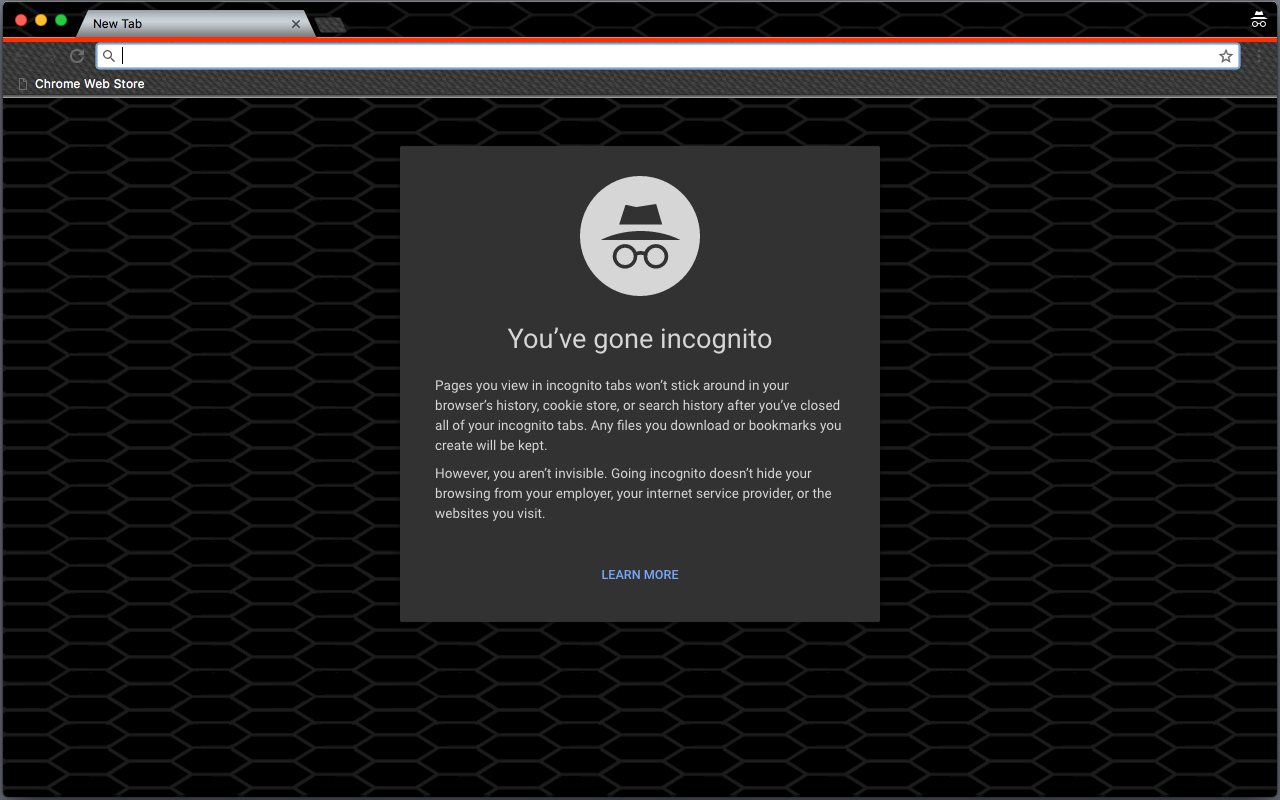 New Tab
Chrome Web Store
You’ve gone incognito
Pages you view in incognito tabs won’t stick around in your
browser’s history, cookie store, or search history after you’ve closed
all of your incognito tabs. Any files you download or bookmarks you
create will be kept.
However, you aren’t invisible. Going incognito doesn’t hide your
browsing from your employer, your internet service provider, or the
websites you visit.
LEARN MORE